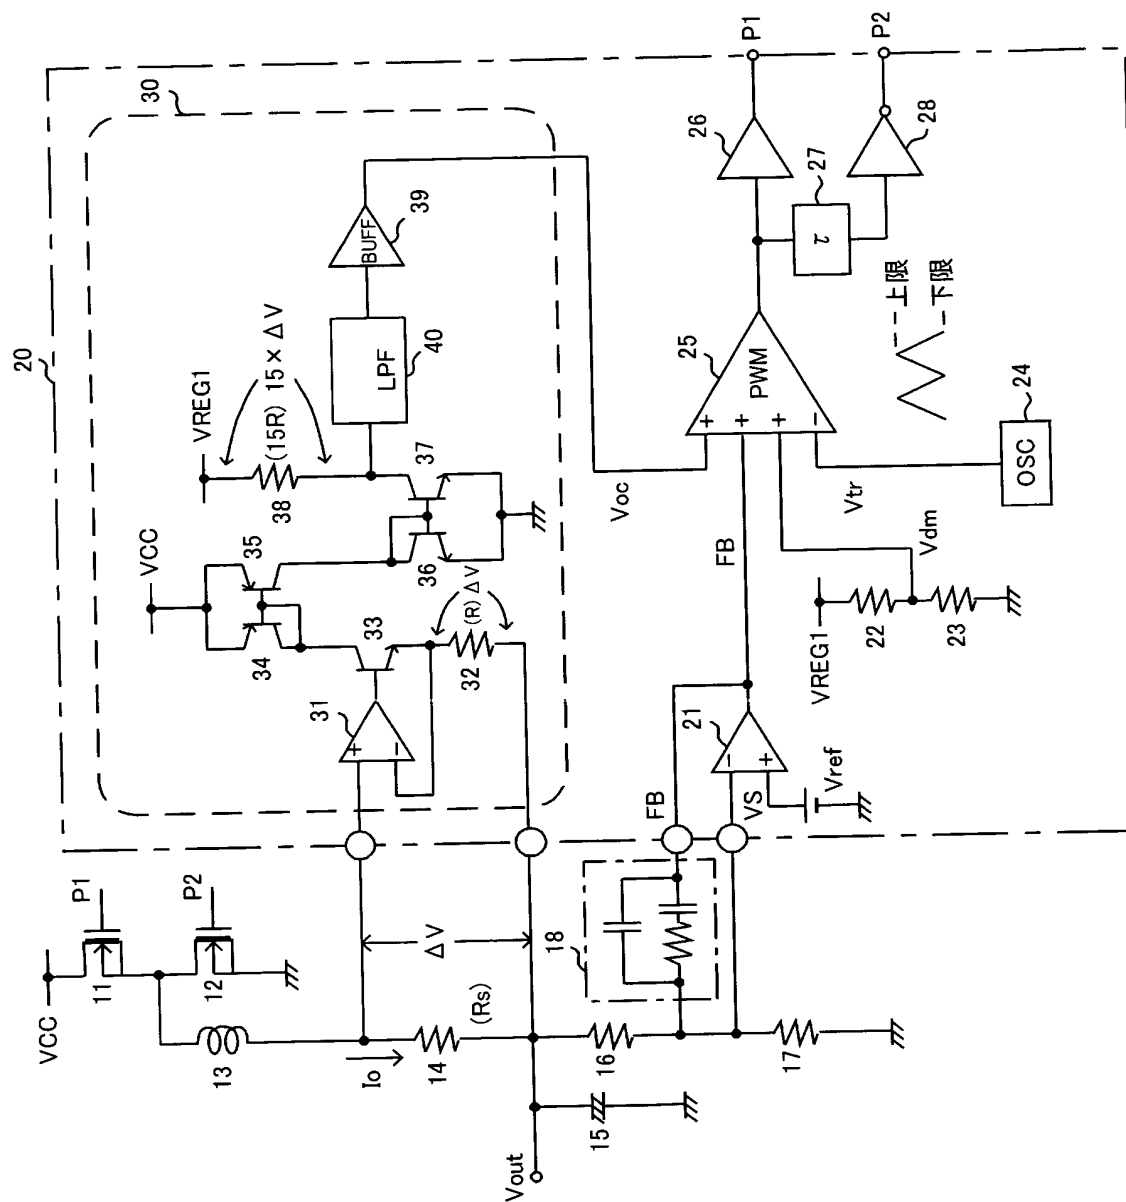 20
30
VCC
P1
11
P2
12
13
Io
14
(Rs)
ΔV
Vout
15
16
17
18
FB
VS
Vref
21
31
32
(R) ΔV
33
34
35
VCC
36
37
38
VREG1
(15R) 15×ΔV
LPF
40
BUFF
39
Voc
FB
VREG1
22
23
Vdm
Vtr
OSC
24
PWM
25
上限
下限
τ
27
26
28
P1
P2
+
−
−
+
+
+
+
−